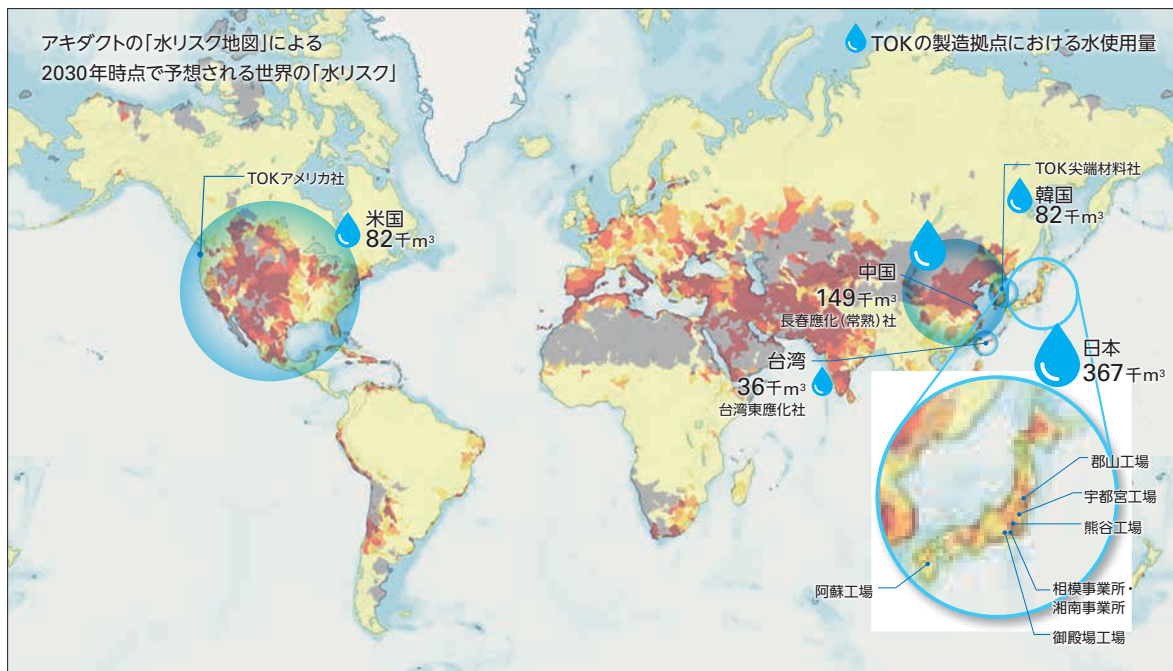 アキダクトの「水リスク地図」による
2030年時点で予想される世界の「水リスク」
TOKの製造拠点における水使用量
TOKアメリカ社
米国
82千m³
TOK尖端材料社
韓国
82千m³
中国
149千m³
長春應化(常熟)社
台湾
36千m³
台湾東應化社
日本
367千m³
郡山工場
宇都宮工場
熊谷工場
阿蘇工場
相模事業所・
湘南事業所
御殿場工場